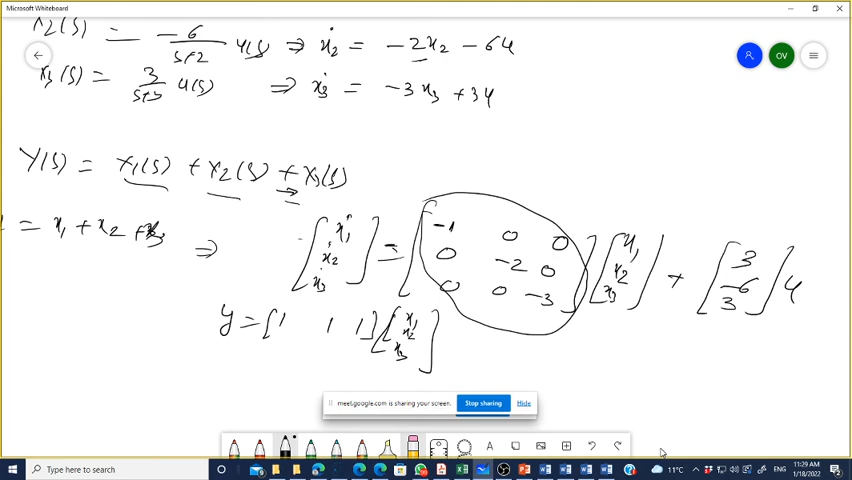 Microsoft Whiteboard
X2(s) = -6/(s+2) U(s) ⇒ ẋ2 = -2x2 - 6u
X3(s) = 3/(s+3) U(s) ⇒ ẋ3 = -3x3 + 3u
OV
Y(s) = X1(s) + X2(s) + X3(s)
= x1 + x2 + x3 ⇒ [ẋ1 ẋ2 ẋ3] = [-1 0 0 0 -2 0 0 0 -3] [x1 x2 x3] + [3 -6 3] u
y = [1 1 1] [x1 x2 x3]
meet.google.com is sharing your screen. Stop sharing Hide
Type here to search
11°C
11:29 AM
1/18/2022